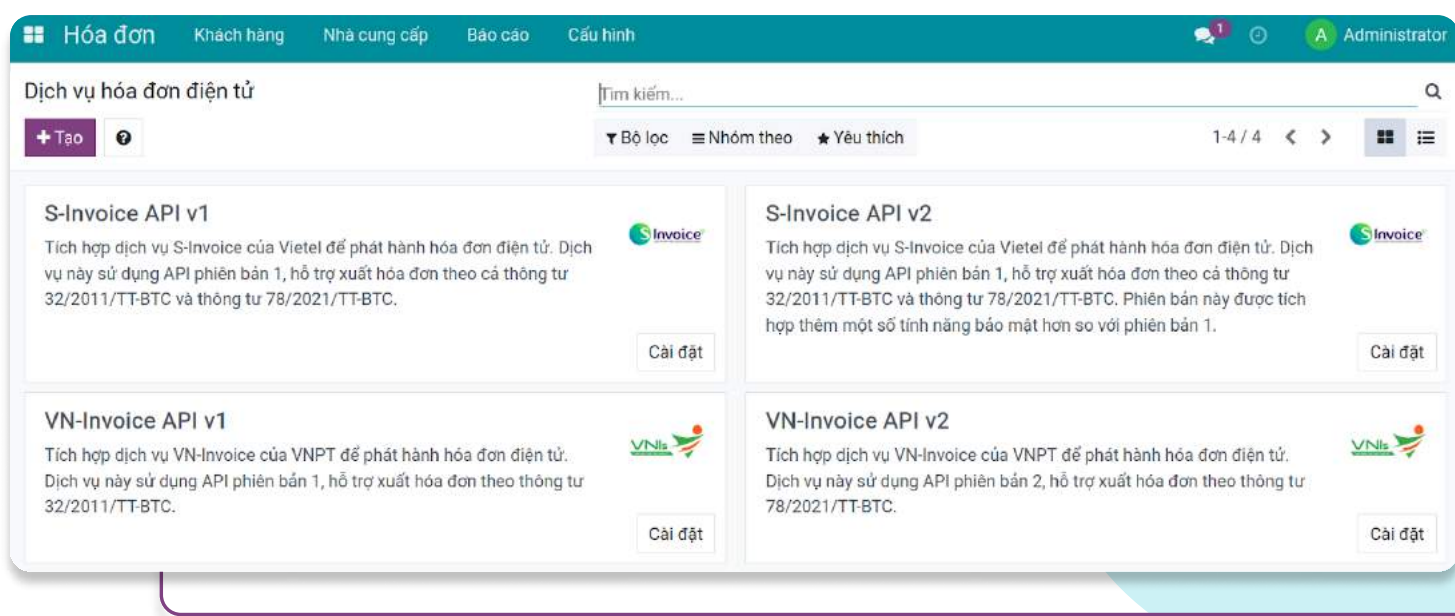 Hóa đơn Khách hàng Nhà cung cấp Báo cáo Cấu hình 1 A Administrator
Dịch vụ hóa đơn điện tử
Tìm kiếm...
+ Tạo ?
Bộ lọc Nhóm theo Yêu thích 1-4 / 4
S-Invoice API v1
Tích hợp dịch vụ S-Invoice của Vietel để phát hành hóa đơn điện tử. Dịch
vụ này sử dụng API phiên bản 1, hỗ trợ xuất hóa đơn theo cả thông tư
32/2011/TT-BTC và thông tư 78/2021/TT-BTC.
S Invoice
Cài đặt
S-Invoice API v2
Tích hợp dịch vụ S-Invoice của Vietel để phát hành hóa đơn điện tử. Dịch
vụ này sử dụng API phiên bản 1, hỗ trợ xuất hóa đơn theo cả thông tư
32/2011/TT-BTC và thông tư 78/2021/TT-BTC. Phiên bản này được tích
hợp thêm một số tính năng bảo mật hơn so với phiên bản 1.
S Invoice
Cài đặt
VN-Invoice API v1
Tích hợp dịch vụ VN-Invoice của VNPT để phát hành hóa đơn điện tử.
Dịch vụ này sử dụng API phiên bản 1, hỗ trợ xuất hóa đơn theo thông tư
32/2011/TT-BTC.
VNIs
Cài đặt
VN-Invoice API v2
Tích hợp dịch vụ VN-Invoice của VNPT để phát hành hóa đơn điện tử.
Dịch vụ này sử dụng API phiên bản 2, hỗ trợ xuất hóa đơn theo thông tư
78/2021/TT-BTC.
VNIs
Cài đặt